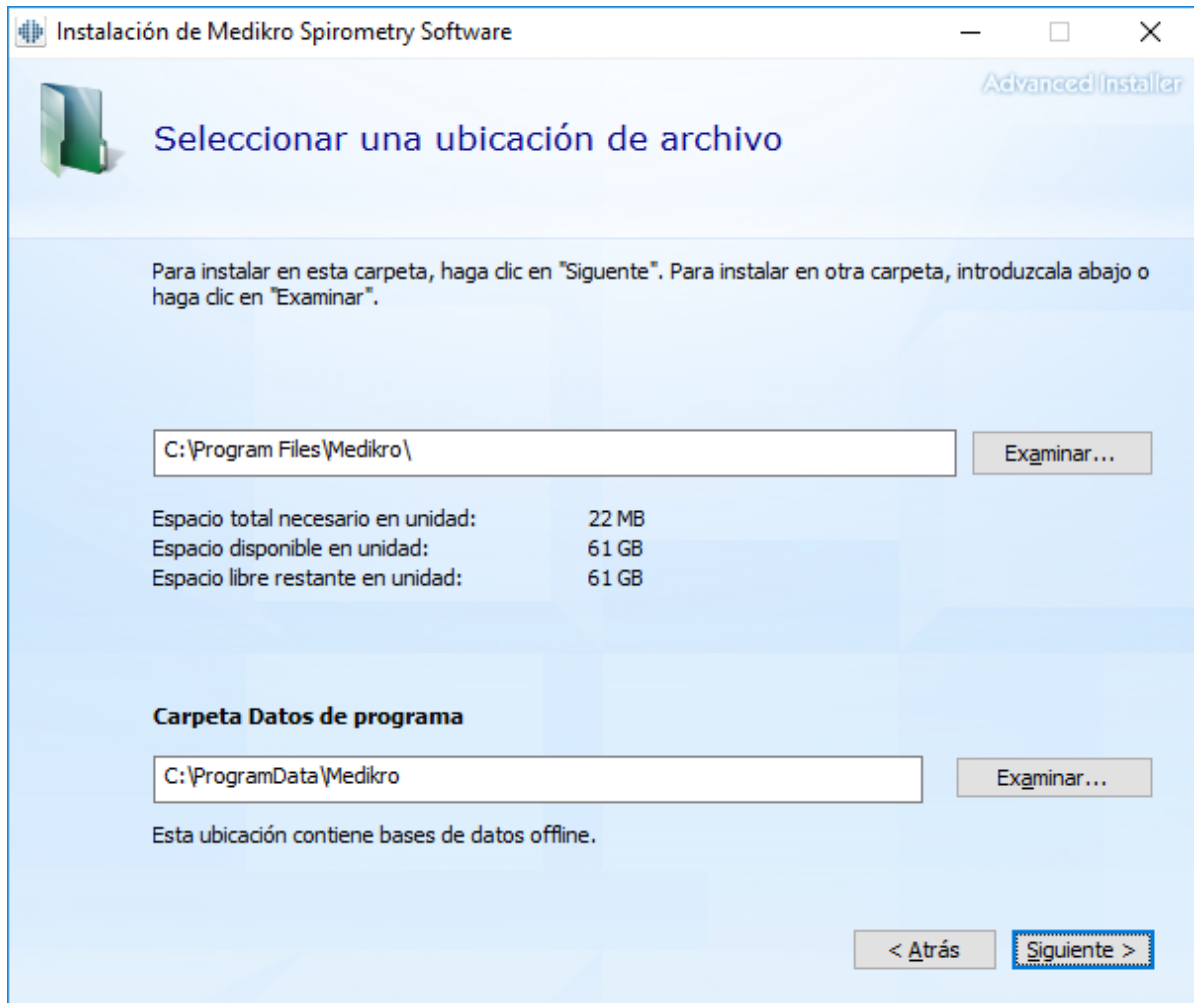 Instalación de Medikro Spirometry Software
Advanced Installer
Seleccionar una ubicación de archivo
Para instalar en esta carpeta, haga clic en "Siguente". Para instalar en otra carpeta, introduzcala abajo o
haga clic en "Examinar".
C:\Program Files\Medikro\
Examinar...
Espacio total necesario en unidad: 22 MB
Espacio disponible en unidad: 61 GB
Espacio libre restante en unidad: 61 GB
Carpeta Datos de programa
C:\ProgramData\Medikro
Examinar...
Esta ubicación contiene bases de datos offline.
< Atrás Siguiente >